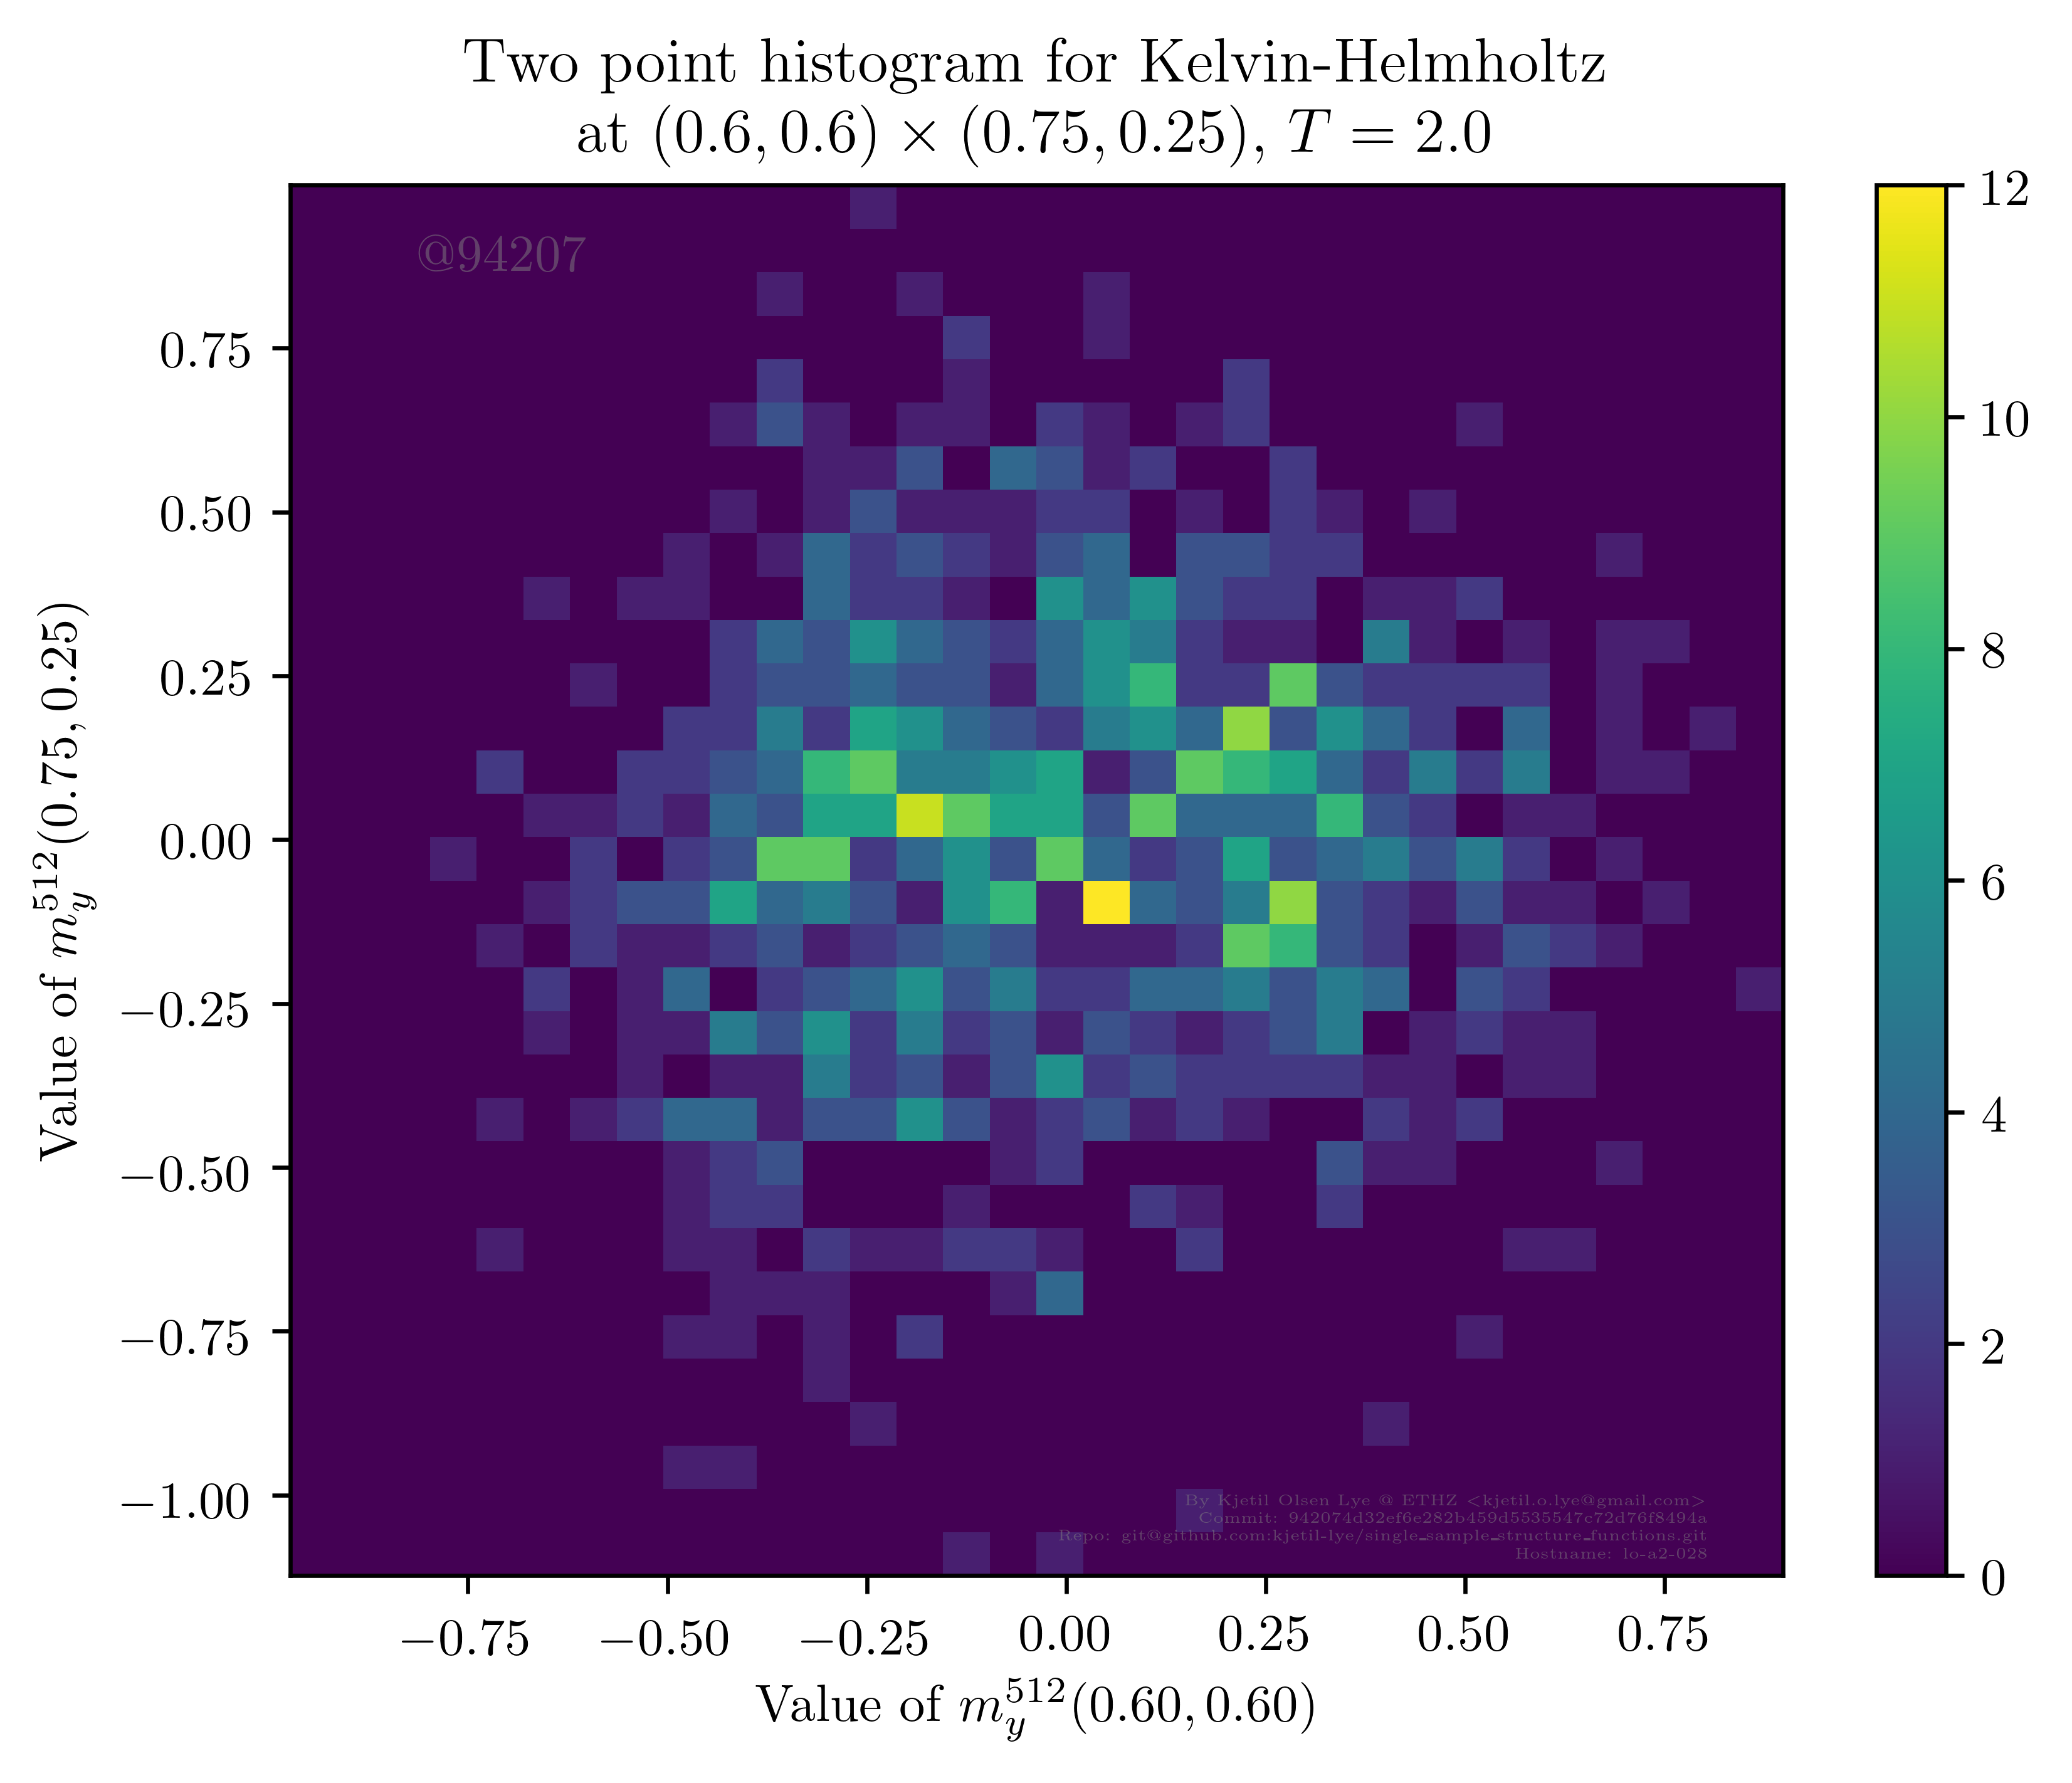 Two point histogram for Kelvin-Helmholtz
at (0.6, 0.6) × (0.75, 0.25), T = 2.0
@94207
12
10
8
6
4
2
0
0.75
0.50
0.25
0.00
−0.25
−0.50
−0.75
−1.00
Value of m_y^512(0.75, 0.25)
By Kjetil Olsen Lye @ ETHZ <kjetil.o.lye@gmail.com>
Commit: 942074d32ef6e282b459d5535547c72d76f8494a
Repo: git@github.com:kjetil-lye/single_sample_structure_functions.git
Hostname: lo-a2-028
−0.75 −0.50 −0.25 0.00 0.25 0.50 0.75
Value of m_y^512(0.60, 0.60)